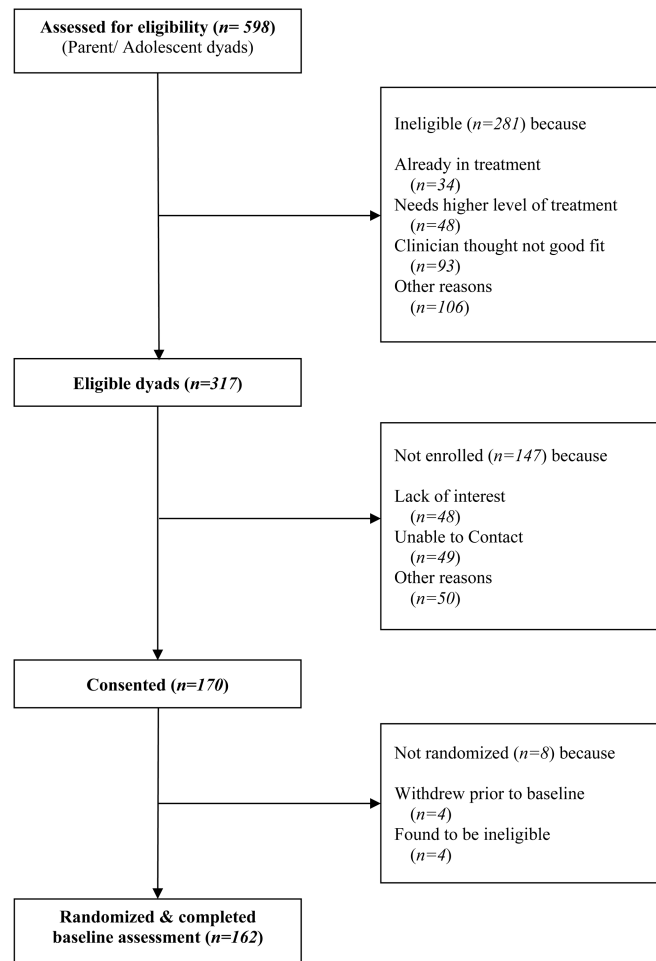 Assessed for eligibility (n= 598)
(Parent/ Adolescent dyads)
Ineligible (n=281) because
Already in treatment
(n=34)
Needs higher level of treatment
(n=48)
Clinician thought not good fit
(n=93)
Other reasons
(n=106)
Eligible dyads (n=317)
Not enrolled (n=147) because
Lack of interest
(n=48)
Unable to Contact
(n=49)
Other reasons
(n=50)
Consented (n=170)
Not randomized (n=8) because
Withdrew prior to baseline
(n=4)
Found to be ineligible
(n=4)
Randomized & completed
baseline assessment (n=162)